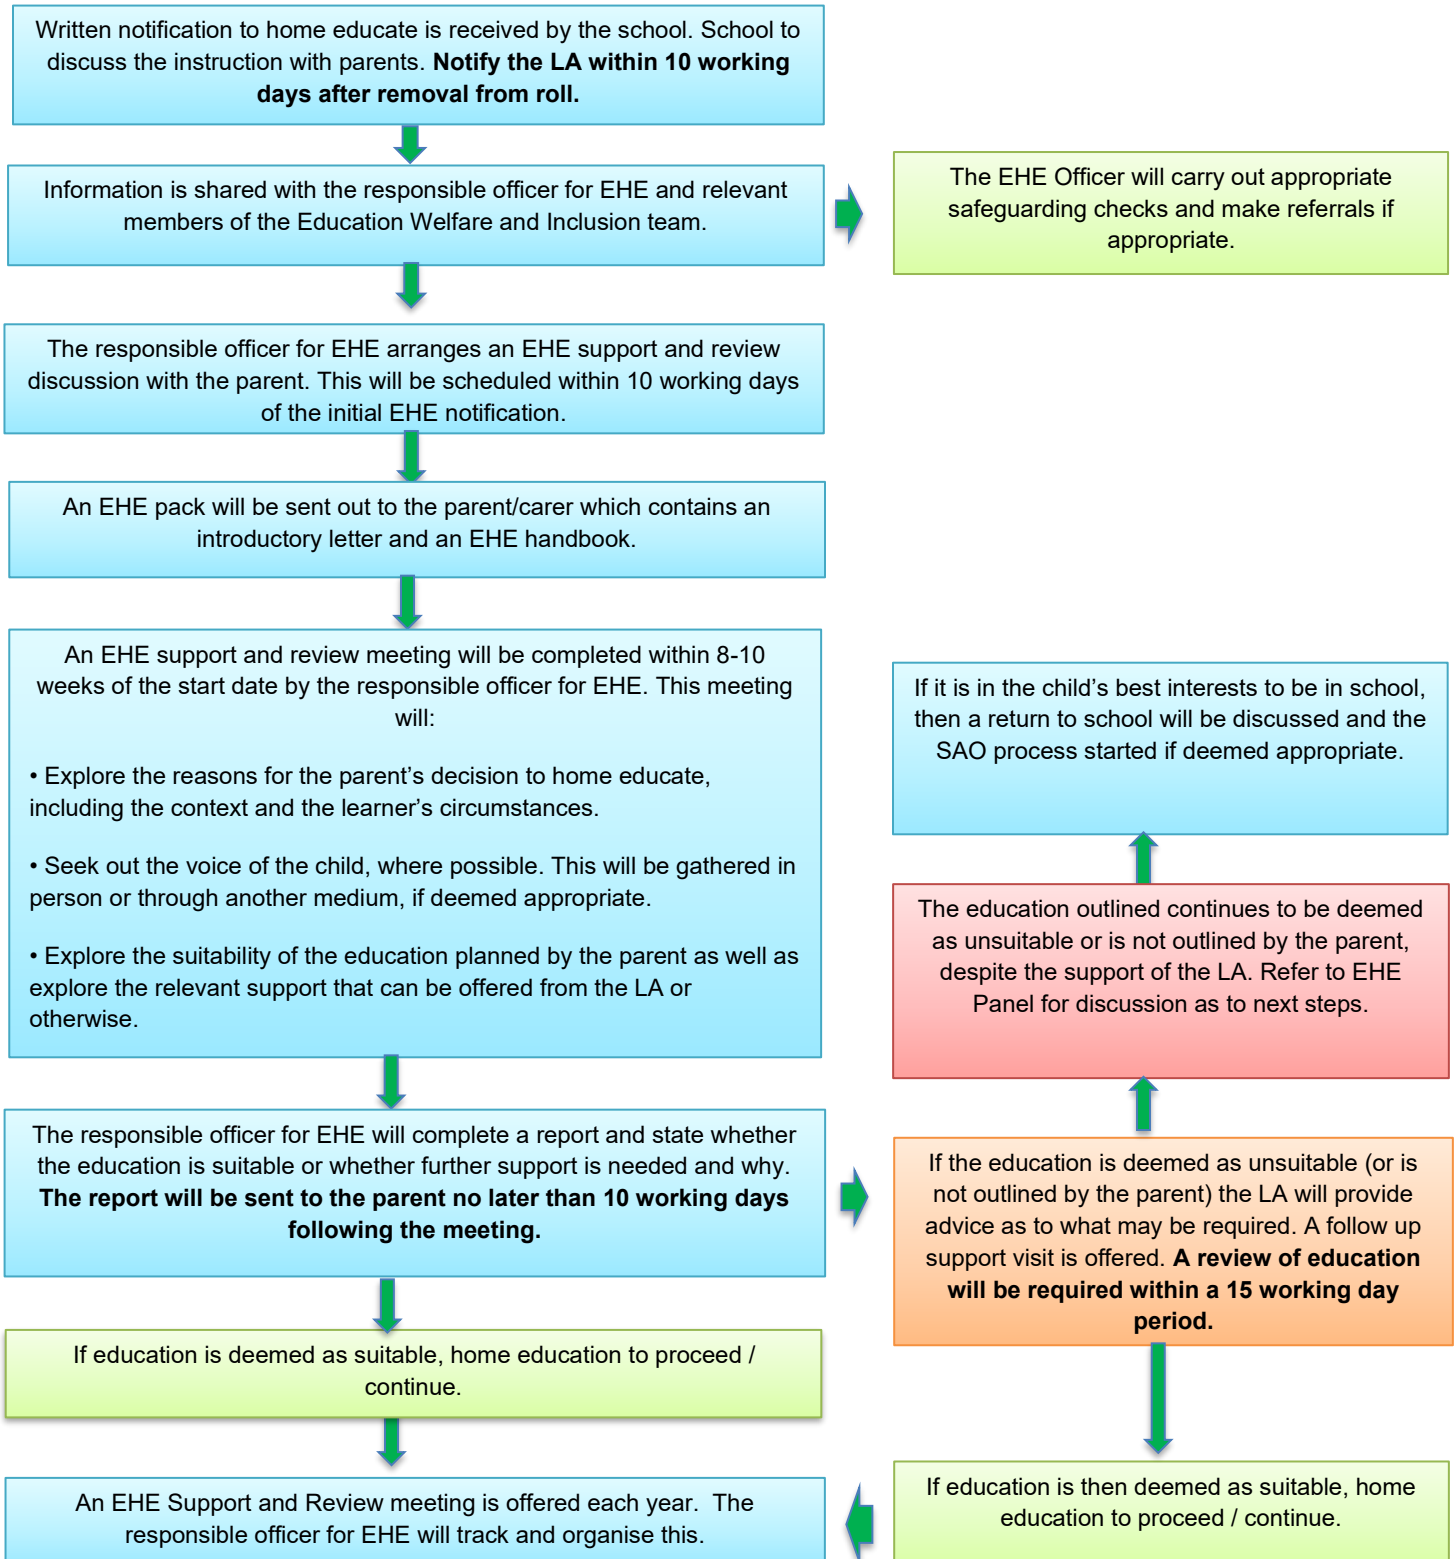 Written notification to home educate is received by the school. School to
discuss the instruction with parents. Notify the LA within 10 working
days after removal from roll.
Information is shared with the responsible officer for EHE and relevant
members of the Education Welfare and Inclusion team.
The EHE Officer will carry out appropriate
safeguarding checks and make referrals if
appropriate.
The responsible officer for EHE arranges an EHE support and review
discussion with the parent. This will be scheduled within 10 working days
of the initial EHE notification.
An EHE pack will be sent out to the parent/carer which contains an
introductory letter and an EHE handbook.
An EHE support and review meeting will be completed within 8-10
weeks of the start date by the responsible officer for EHE. This meeting
will:
• Explore the reasons for the parent’s decision to home educate,
including the context and the learner’s circumstances.
• Seek out the voice of the child, where possible. This will be gathered in
person or through another medium, if deemed appropriate.
• Explore the suitability of the education planned by the parent as well as
explore the relevant support that can be offered from the LA or
otherwise.
If it is in the child’s best interests to be in school,
then a return to school will be discussed and the
SAO process started if deemed appropriate.
The education outlined continues to be deemed
as unsuitable or is not outlined by the parent,
despite the support of the LA. Refer to EHE
Panel for discussion as to next steps.
The responsible officer for EHE will complete a report and state whether
the education is suitable or whether further support is needed and why.
The report will be sent to the parent no later than 10 working days
following the meeting.
If the education is deemed as unsuitable (or is
not outlined by the parent) the LA will provide
advice as to what may be required. A follow up
support visit is offered. A review of education
will be required within a 15 working day
period.
If education is deemed as suitable, home education to proceed /
continue.
An EHE Support and Review meeting is offered each year. The
responsible officer for EHE will track and organise this.
If education is then deemed as suitable, home
education to proceed / continue.